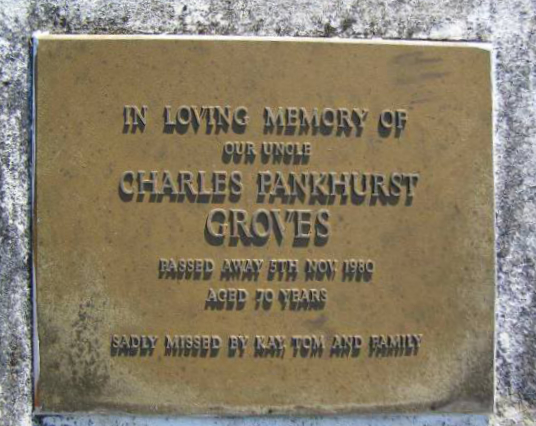 IN LOVING MEMORY OF
OUR UNCLE
CHARLES PANKHURST
GROVES
PASSED AWAY 5TH NOV. 1980
AGED 70 YEARS
SADLY MISSED BY KAY, TOM AND FAMILY